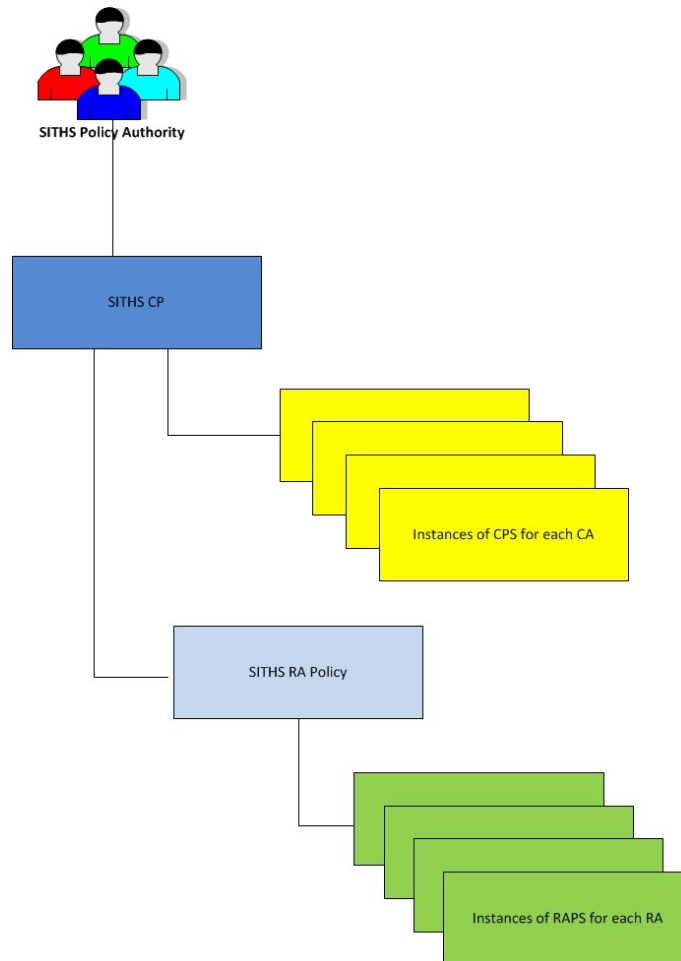 SITHS Policy Authority
SITHS CP
Instances of CPS for each CA
SITHS RA Policy
Instances of RAPS for each RA